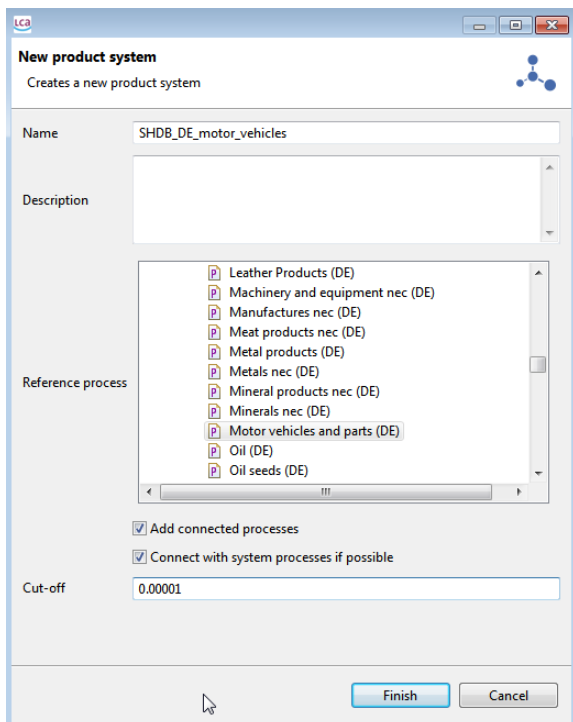 LCA
New product system
Creates a new product system
Name
SHDB_DE_motor_vehicles
Description
Reference process
Leather Products (DE)
Machinery and equipment nec (DE)
Manufactures nec (DE)
Meat products nec (DE)
Metal products (DE)
Metals nec (DE)
Mineral products nec (DE)
Minerals nec (DE)
Motor vehicles and parts (DE)
Oil (DE)
Oil seeds (DE)
Add connected processes
Connect with system processes if possible
Cut-off
0.00001
Finish
Cancel